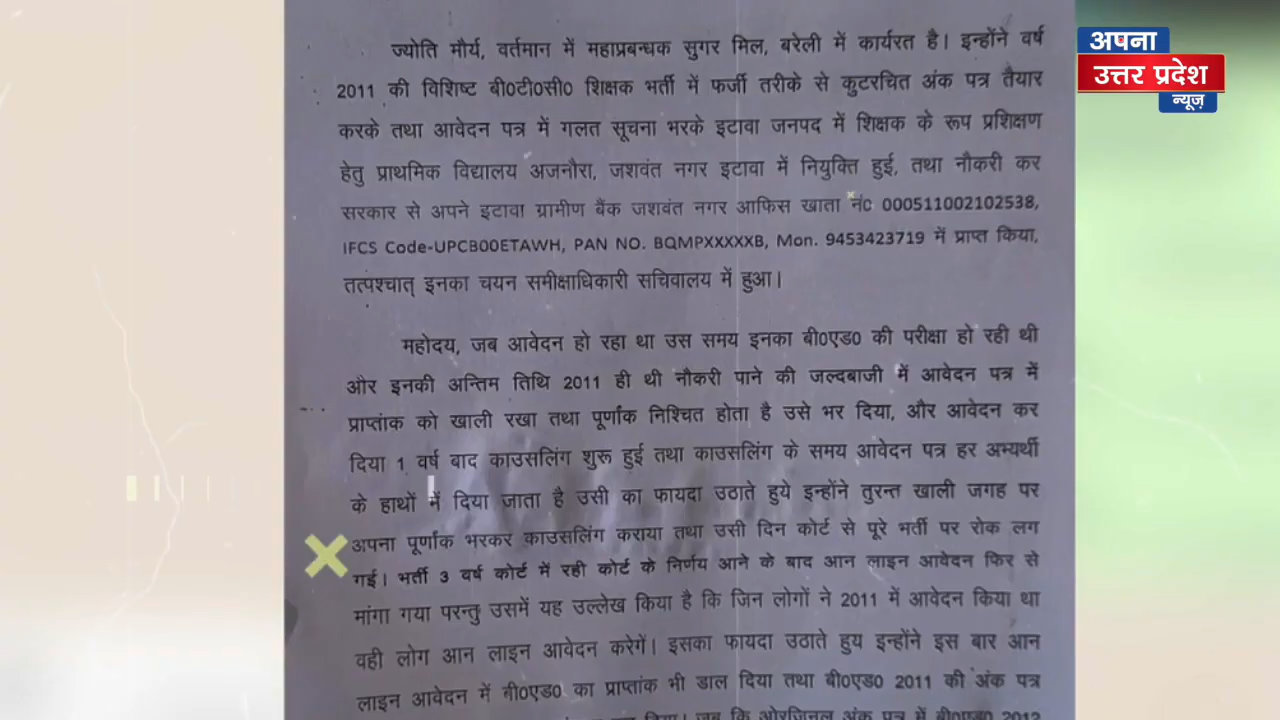 अपना
उत्तर प्रदेश
न्यूज़
ज्योति मौर्य, वर्तमान में महाप्रबन्धक सुगर मिल, बरेली में कार्यरत है। इन्होंने वर्ष
2011 की विशिष्ट बी0टी0सी0 शिक्षक भर्ती में फर्जी तरीके से कुटरचित अंक पत्र तैयार
करके तथा आवेदन पत्र में गलत सूचना भरके इटावा जनपद में शिक्षक के रूप प्रशिक्षण
हेतु प्राथमिक विद्यालय अजनौरा, जशवंत नगर इटावा में नियुक्ति हुई, तथा नौकरी कर
सरकार से अपने इटावा ग्रामीण बैंक जशवंत नगर आफिस खाता नं0 000511002102538,
IFCS Code-UPCB00ETAWH, PAN NO. BQMPXXXXXB, Mon. 9453423719 में प्राप्त किया,
तत्पश्चात् इनका चयन समीक्षाधिकारी सचिवालय में हुआ।
महोदय, जब आवेदन हो रहा था उस समय इनका बी0एड0 की परीक्षा हो रही थी
और इनकी अन्तिम तिथि 2011 ही थी नौकरी पाने की जल्दबाजी में आवेदन पत्र में
प्राप्तांक को खाली रखा तथा पूर्णांक निश्चित होता है उसे भर दिया, और आवेदन कर
दिया 1 वर्ष बाद काउसलिंग शुरू हुई तथा काउसलिंग के समय आवेदन पत्र हर अभ्यर्थी
के हाथों में दिया जाता है उसी का फायदा उठाते हुये इन्होंने तुरन्त खाली जगह पर
अपना पूर्णांक भरकर काउसलिंग कराया तथा उसी दिन कोर्ट से पूरे भर्ती पर रोक लग
गई। भर्ती 3 वर्ष कोर्ट में रही कोर्ट के निर्णय आने के बाद आन लाइन आवेदन फिर से
मांगा गया परन्तु उसमें यह उल्लेख किया है कि जिन लोगों ने 2011 में आवेदन किया था
वही लोग आन लाइन आवेदन करेगें। इसका फायदा उठाते हुय इन्होंने इस बार आन
लाइन आवेदन में बी0एड0 का प्राप्तांक भी डाल दिया तथा बी0एड0 2011 की अंक पत्र
जब कि ओरजिनल अंक पत्र में बी0एड0 2012